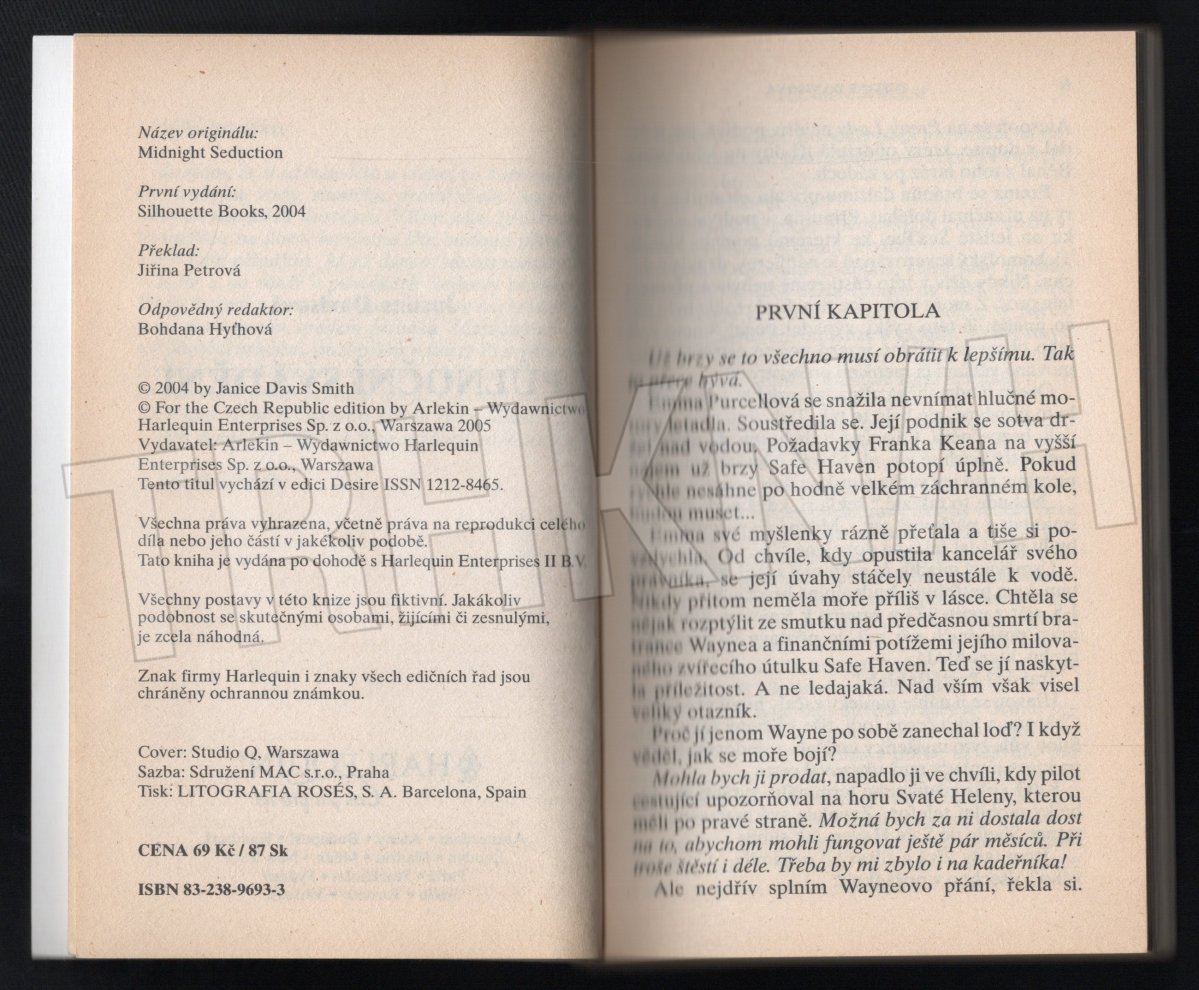 Název originálu:
Midnight Seduction
První vydání:
Silhouette Books, 2004
Překlad:
Jiřina Petrová
Odpovědný redaktor:
Bohdana Hyťhová
© 2004 by Janice Davis Smith
© For the Czech Republic edition by Arlekin – Wydawnictwo
Harlequin Enterprises Sp. z o.o., Warszawa 2005
Vydavatel: Arlekin – Wydawnictwo Harlequin
Enterprises Sp. z o.o., Warszawa
Tento titul vychází v edici Desire ISSN 1212-8465.
Všechna práva vyhrazena, včetně práva na reprodukci celého
díla nebo jeho částí v jakékoliv podobě.
Tato kniha je vydána po dohodě s Harlequin Enterprises II B.V.
Všechny postavy v této knize jsou fiktivní. Jakákoliv
podobnost se skutečnými osobami, žijícími či zesnulými,
je zcela náhodná.
Znak firmy Harlequin i znaky všech edičních řad jsou
chráněny ochrannou známkou.
Cover: Studio Q, Warszawa
Sazba: Sdružení MAC s.r.o., Praha
Tisk: LITOGRAFIA ROSÉS, S. A. Barcelona, Spain
CENA 69 Kč / 87 Sk
ISBN 83-238-9693-3
PRVNÍ KAPITOLA
Už brzy se to všechno musí obrátit k lepšímu. Tak
to přece bývá.
Emma Purcellová se snažila nevnímat hlučné mo-
tory letadla. Soustředila se. Její podnik se sotva dr-
žel nad vodou. Požadavky Franka Keana na vyšší
nájem už brzy Safe Haven potopí úplně. Pokud
rychle nesáhne po hodně velkém záchranném kole,
budou muset...
Emma své myšlenky rázně přeťala a tiše si po-
vzdychla. Od chvíle, kdy opustila kancelář svého
právníka, se její úvahy stáčely neustále k vodě.
Nikdy přitom neměla moře příliš v lásce. Chtěla se
nějak rozptýlit ze smutku nad předčasnou smrtí bra-
trance Waynea a finančními potížemi jejího milova-
ného zvířecího útulku Safe Haven. Teď se jí naskyt-
la příležitost. A ne ledajaká. Nad vším však visel
veliký otazník.
Proč jí jenom Wayne po sobě zanechal loď? I když
věděl, jak se moře bojí?
Mohla bych ji prodat, napadlo ji ve chvíli, kdy pilot
cestující upozorňoval na horu Svaté Heleny, kterou
měli po pravé straně. Možná bych za ni dostala dost
na to, abychom mohli fungovat ještě pár měsíců. Při
troše štěstí i déle. Třeba by mi zbylo i na kadeřníka!
Ale nejdřív splním Wayneovo přání, řekla si.
TRHKNIH